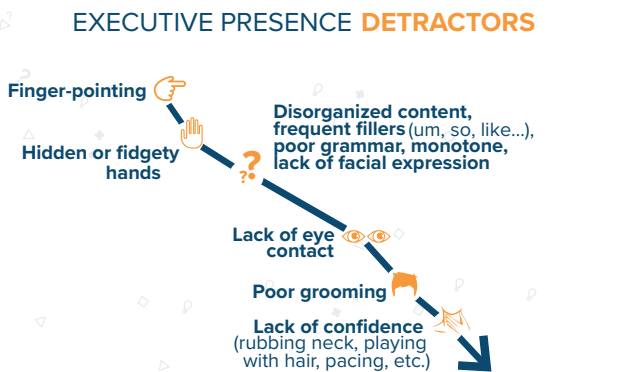 EXECUTIVE PRESENCE DETRACTORS
Finger-pointing
Hidden or fidgety
hands
Disorganized content,
frequent fillers (um, so, like...),
poor grammar, monotone,
lack of facial expression
??
Lack of eye
contact
Poor grooming
Lack of confidence
(rubbing neck, playing
with hair, pacing, etc.)